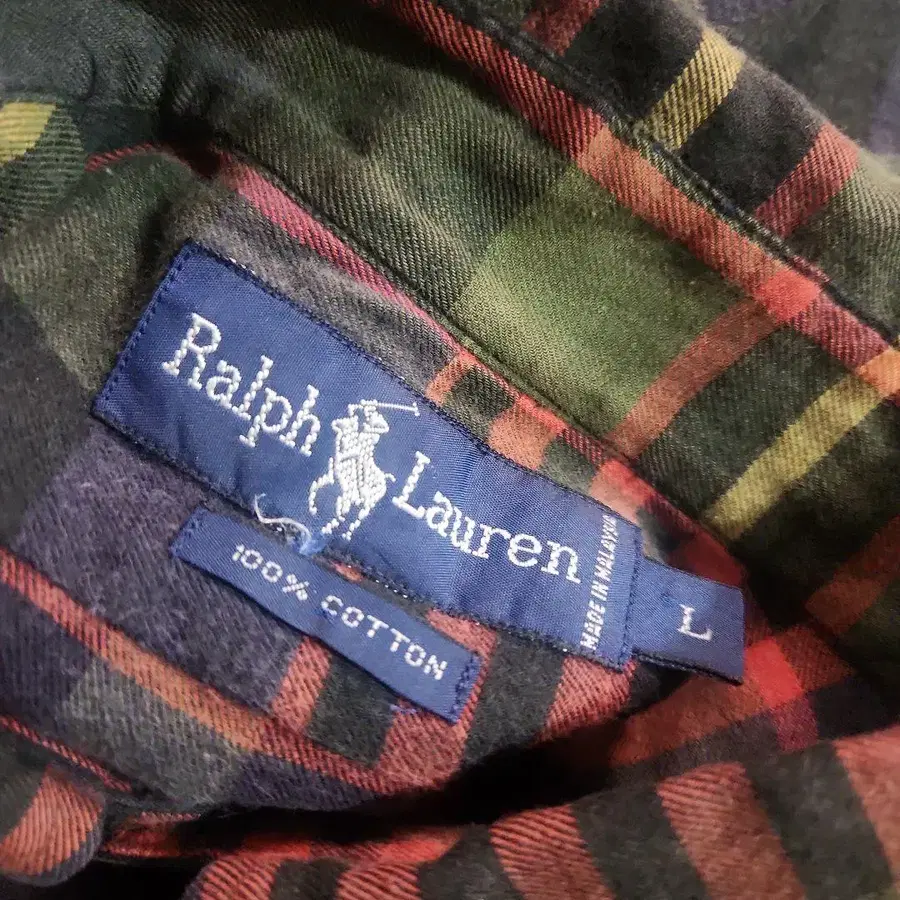 Ralph Lauren
MADE IN MALAYSIA
L
100% COTTON